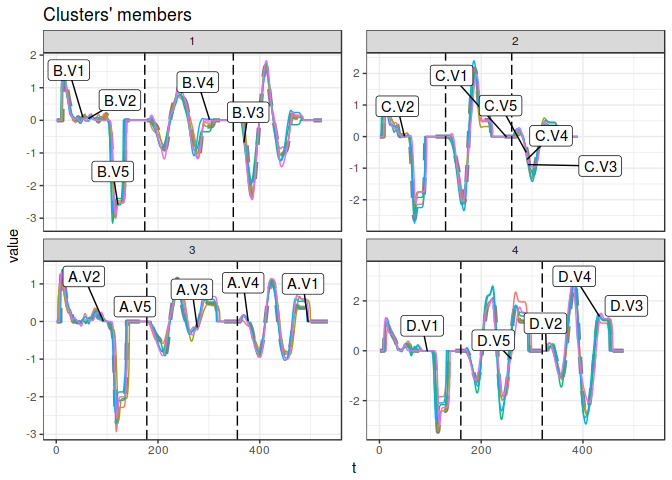 Clusters' members
1
2
2
1
0
-1
-2
-3
B.V1
B.V2
B.V4
B.V3
B.V5
2
1
0
-1
-2
C.V1
C.V2
C.V5
C.V4
C.V3
value
3
4
1
0
-1
-2
-3
A.V2
A.V5
A.V3
A.V4
A.V1
2
0
-2
D.V4
D.V3
D.V1
D.V2
D.V5
0
200
400
0
200
400
t